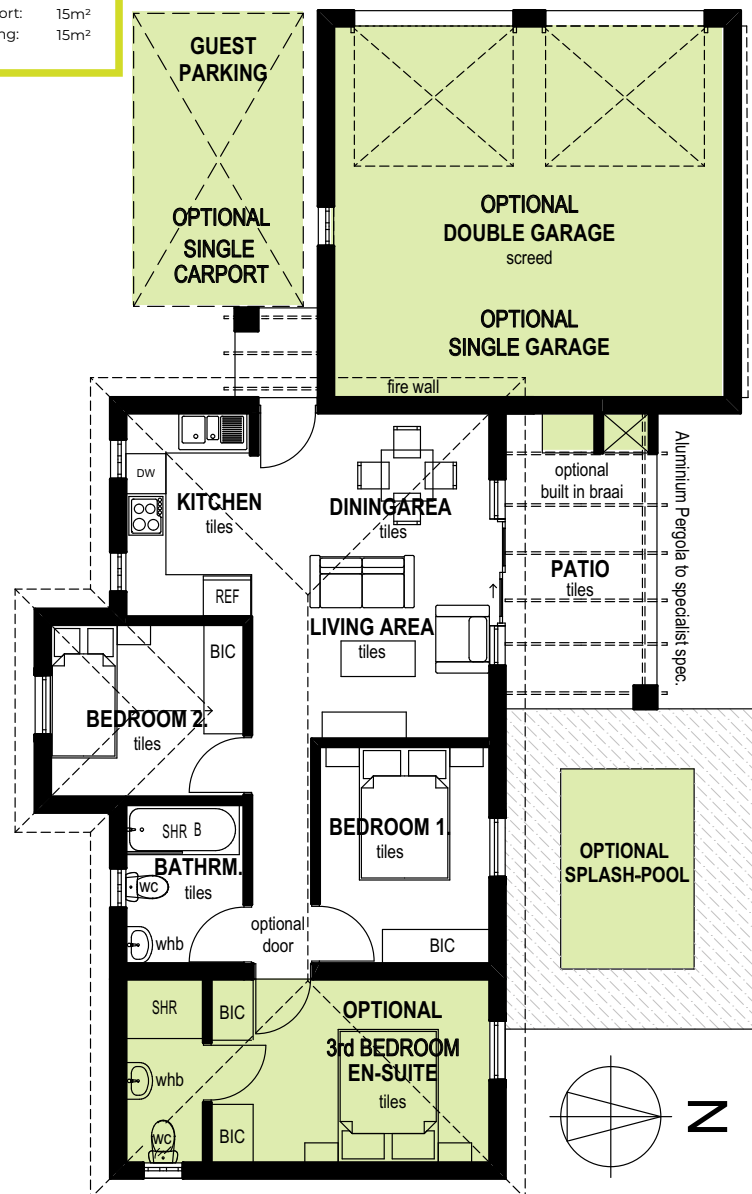 15m²
15m²
GUEST
PARKING
OPTIONAL
SINGLE
CARPORT
OPTIONAL
DOUBLE GARAGE
screed
OPTIONAL
SINGLE GARAGE
fire wall
DW
KITCHEN
tiles
REF
DININGAREA
tiles
optional
built in braai
PATIO
tiles
Aluminium Pergola to specialist spec.
LIVING AREA
tiles
BIC
BEDROOM 2.
tiles
SHR B
BATHRM.
tiles
WC
whb
BEDROOM 1.
tiles
BIC
optional
door
OPTIONAL
SPLASH-POOL
SHR
BIC
whb
WC
BIC
OPTIONAL
3rd BEDROOM
EN-SUITE
tiles
N